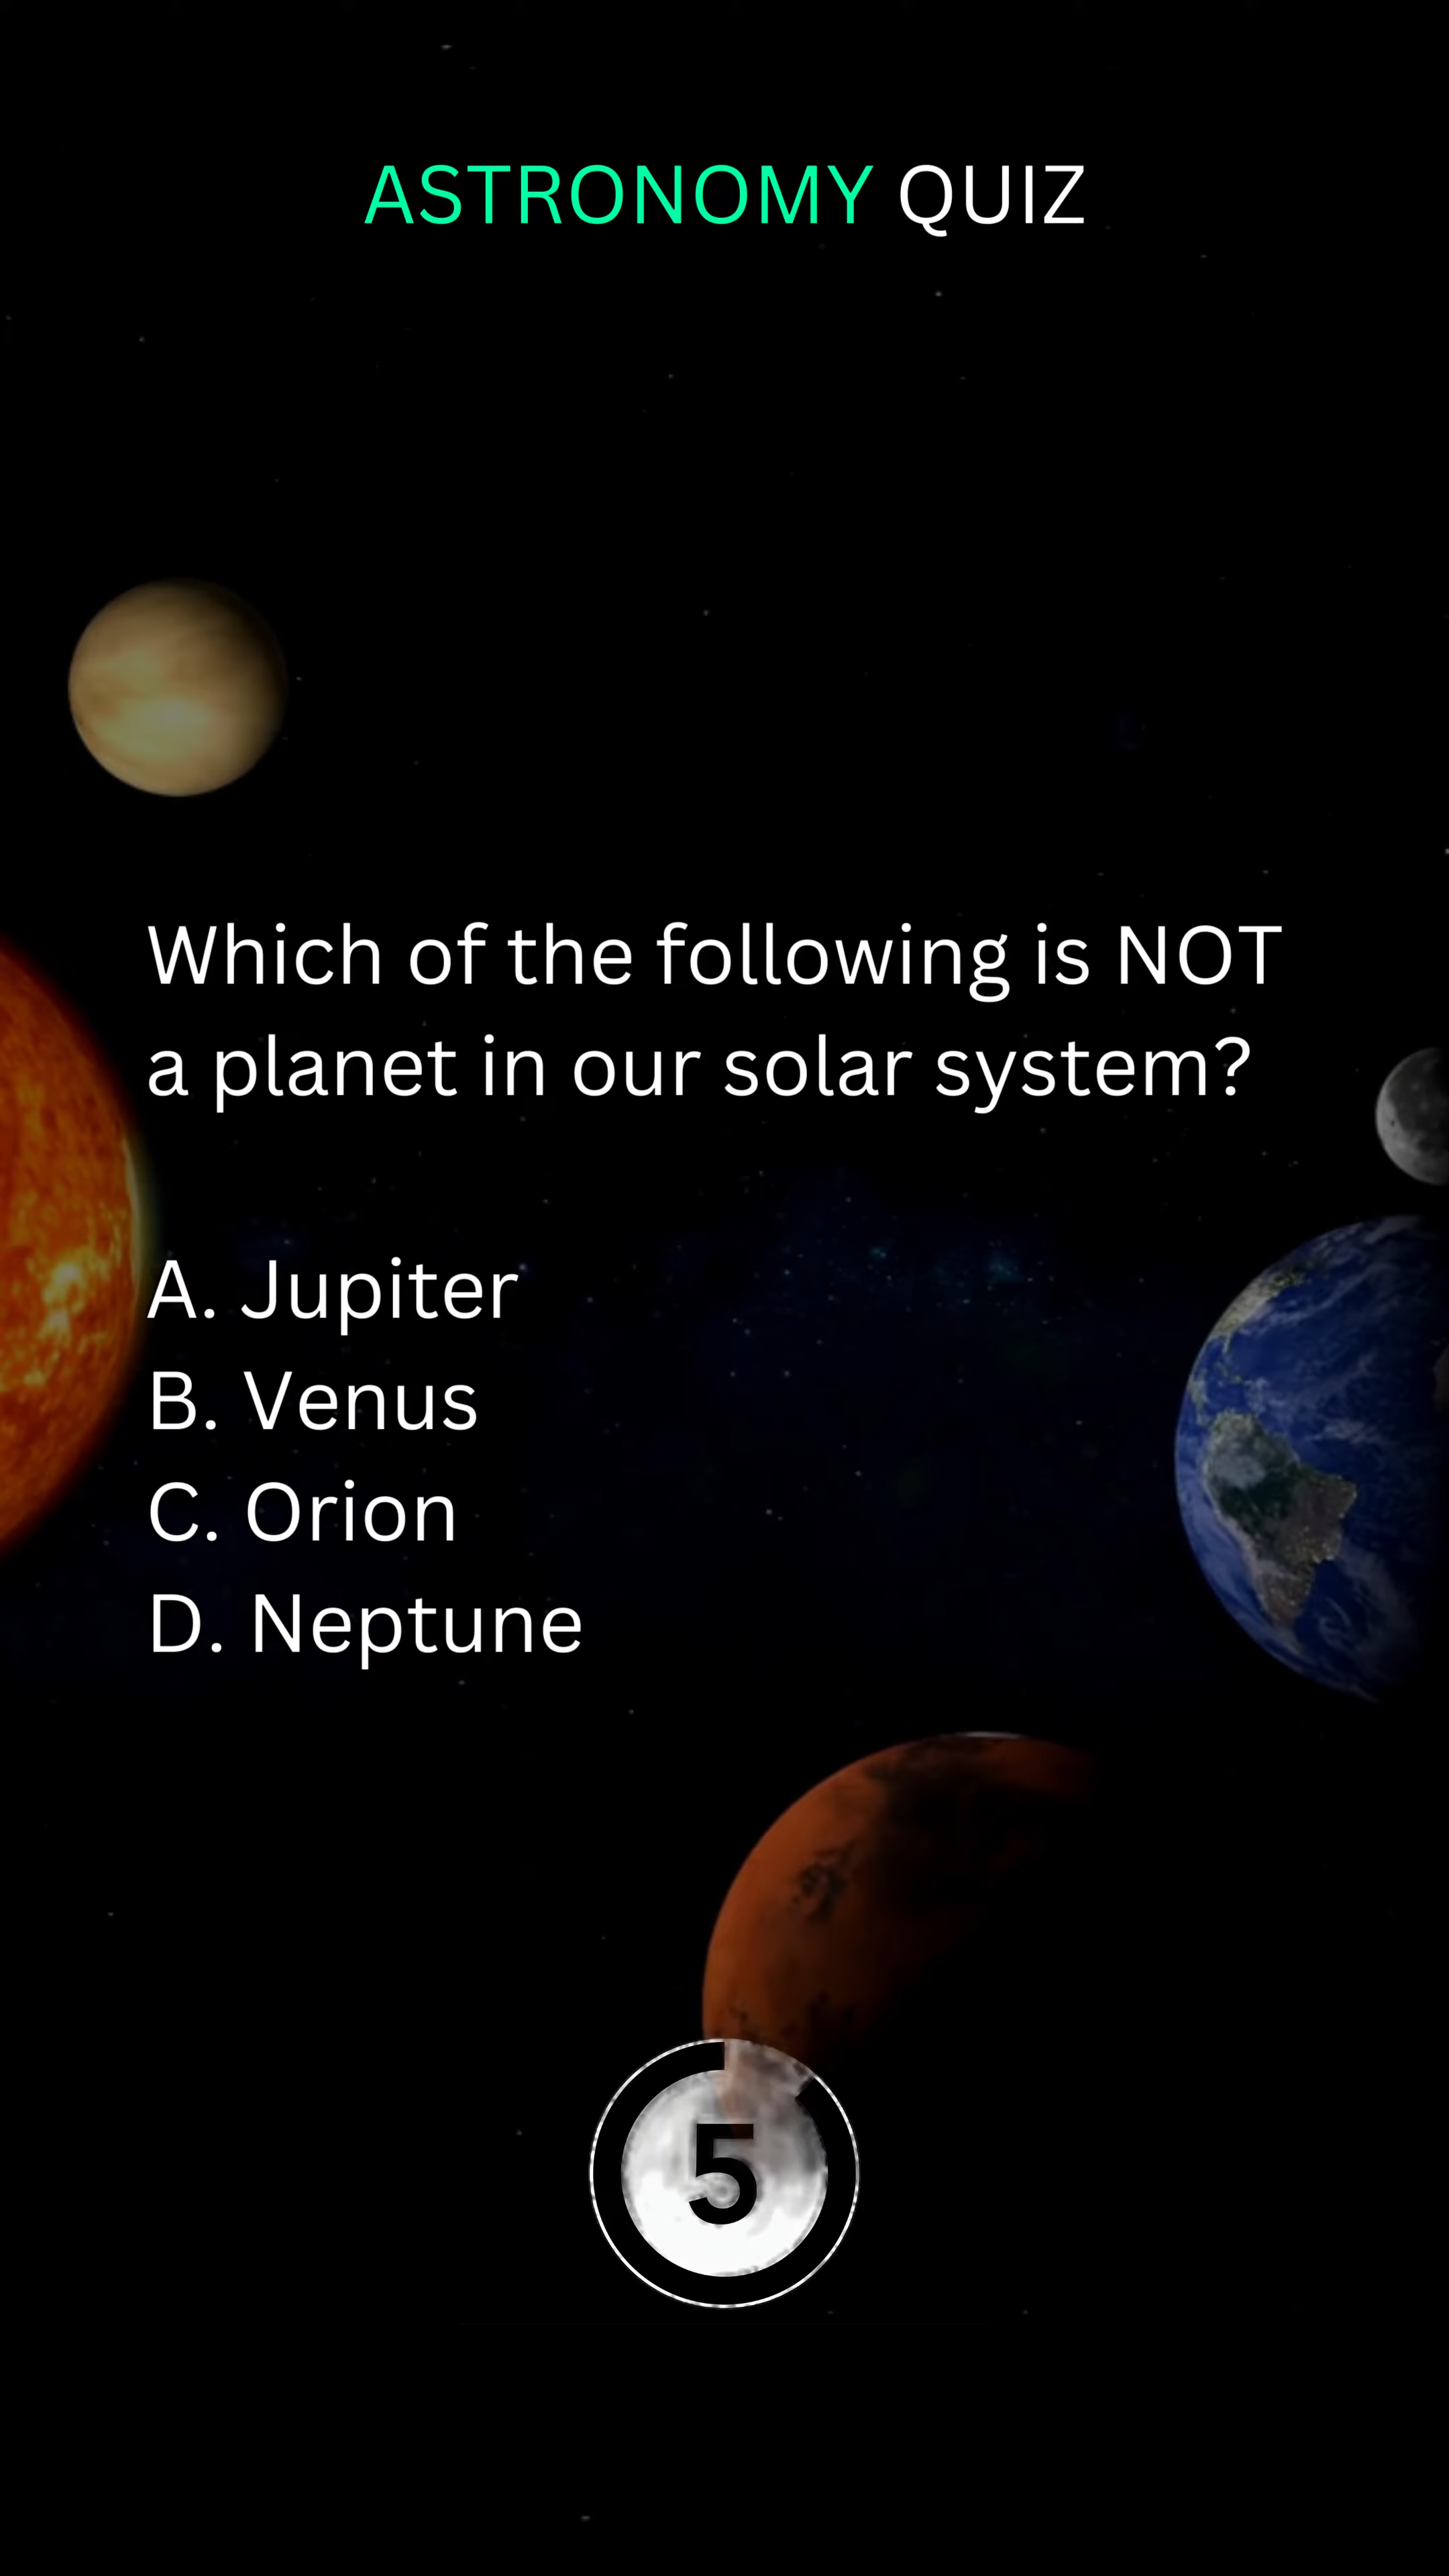 ASTRONOMY QUIZ
Which of the following is NOT
a planet in our solar system?
A. Jupiter
B. Venus
C. Orion
D. Neptune
5